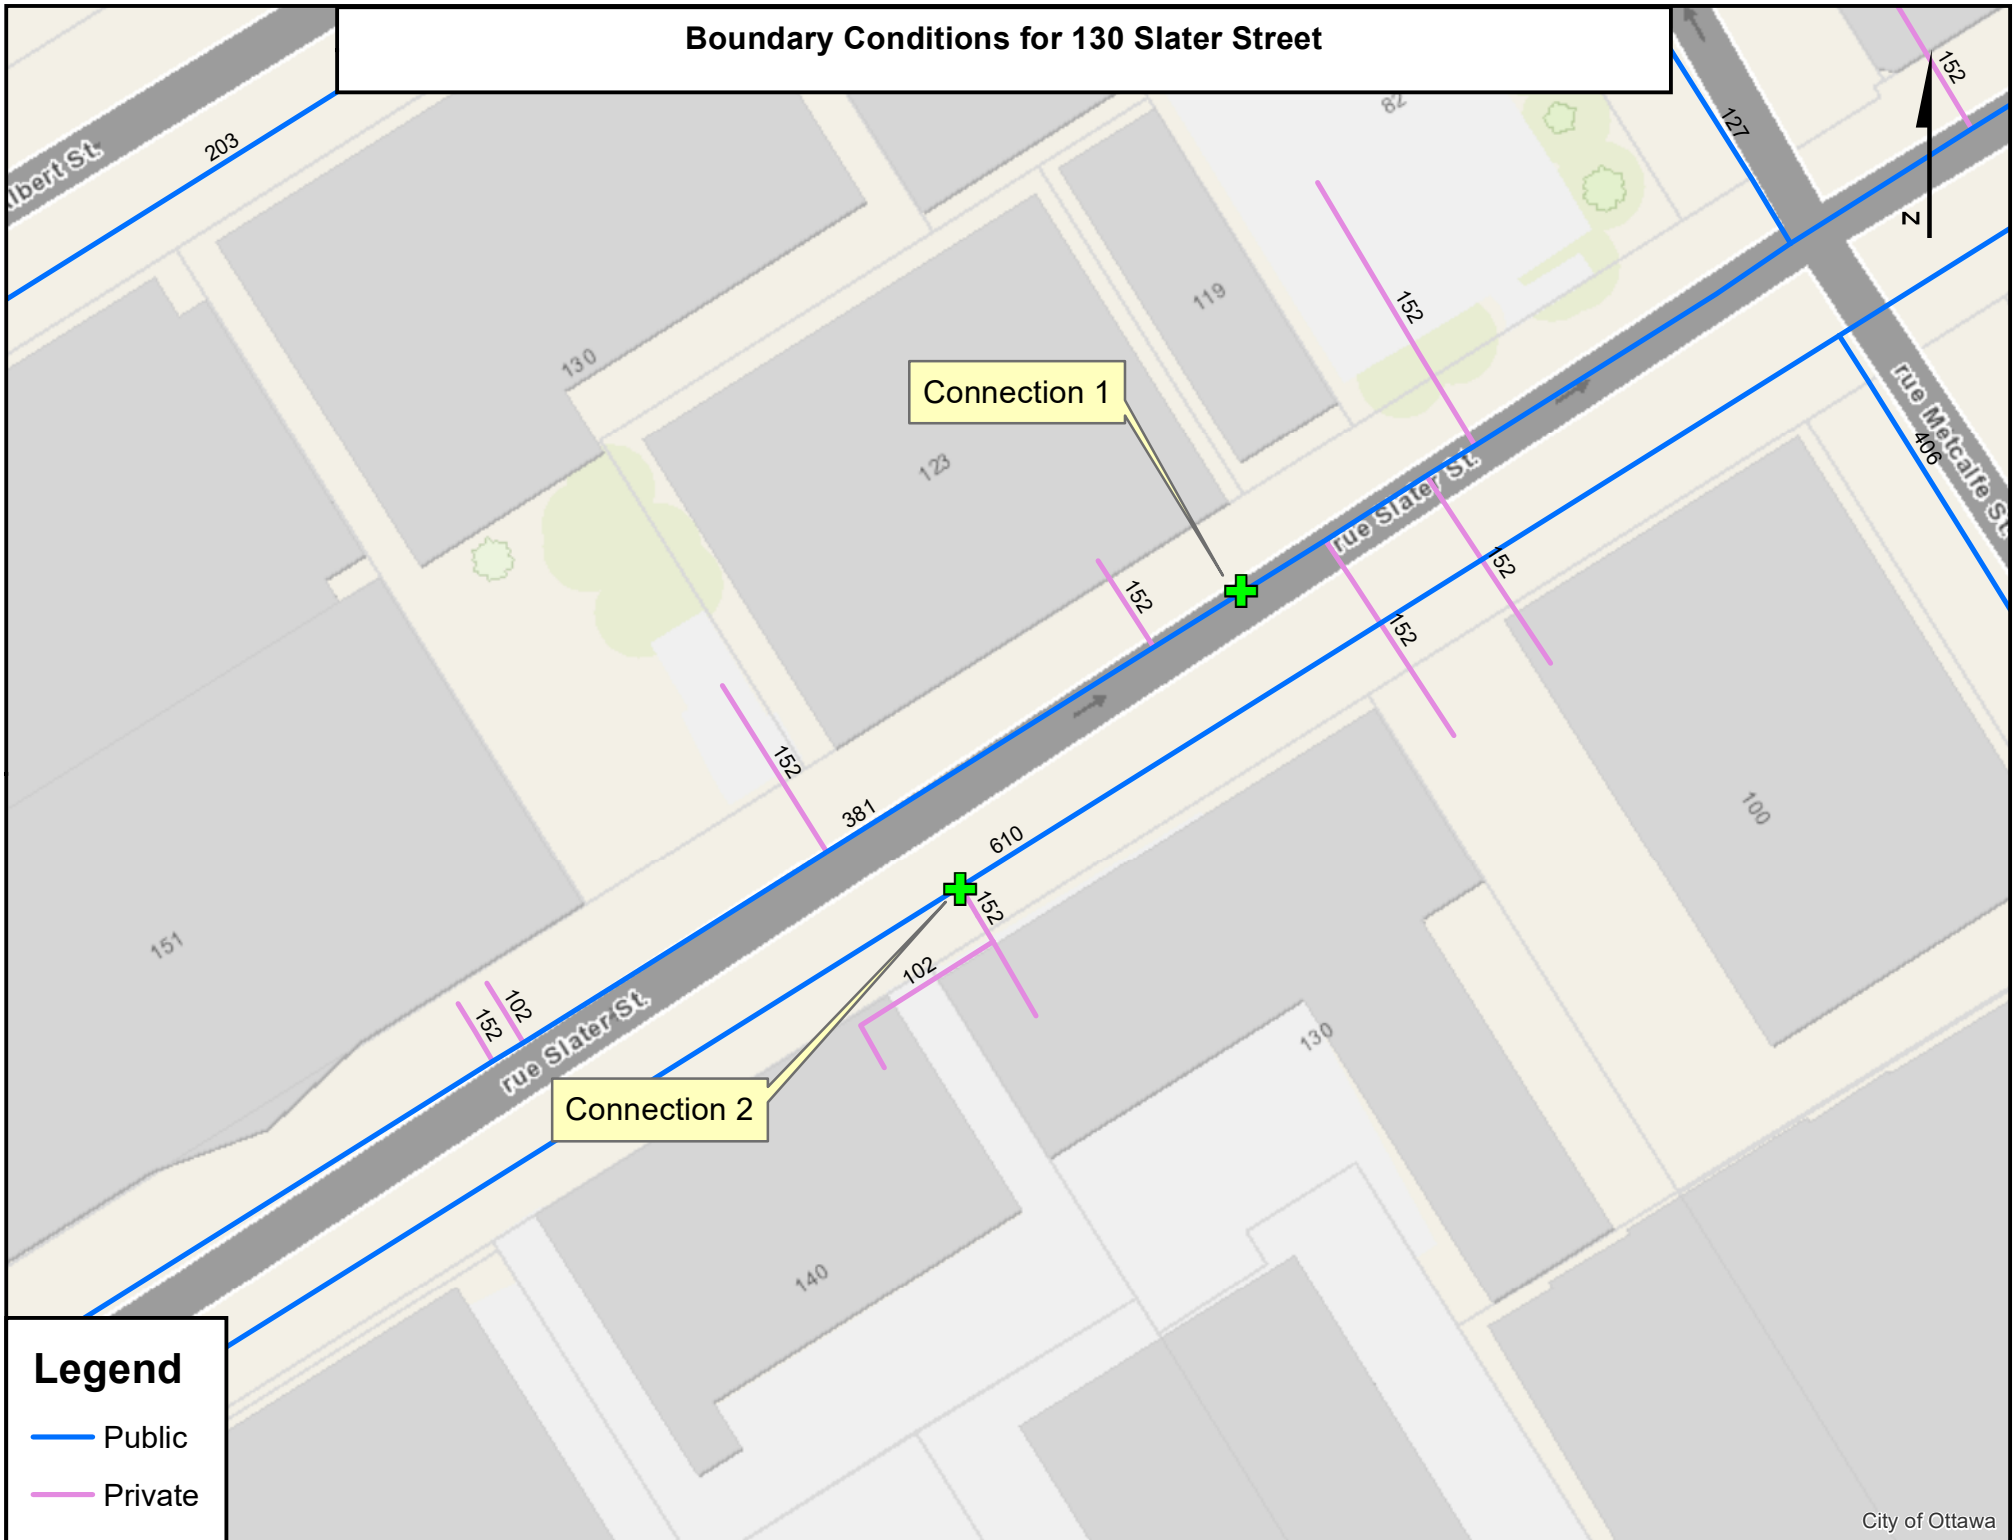 Boundary Conditions for 130 Slater Street
82
152
127
203
lbert St.
N
119
152
130
Connection 1
rue Metcalfe St.
406
123
rue Slater St.
152
152
152
152
381
610
100
152
151
102
102
152
rue Slater St.
130
Connection 2
140
Legend
Public
Private
City of Ottawa